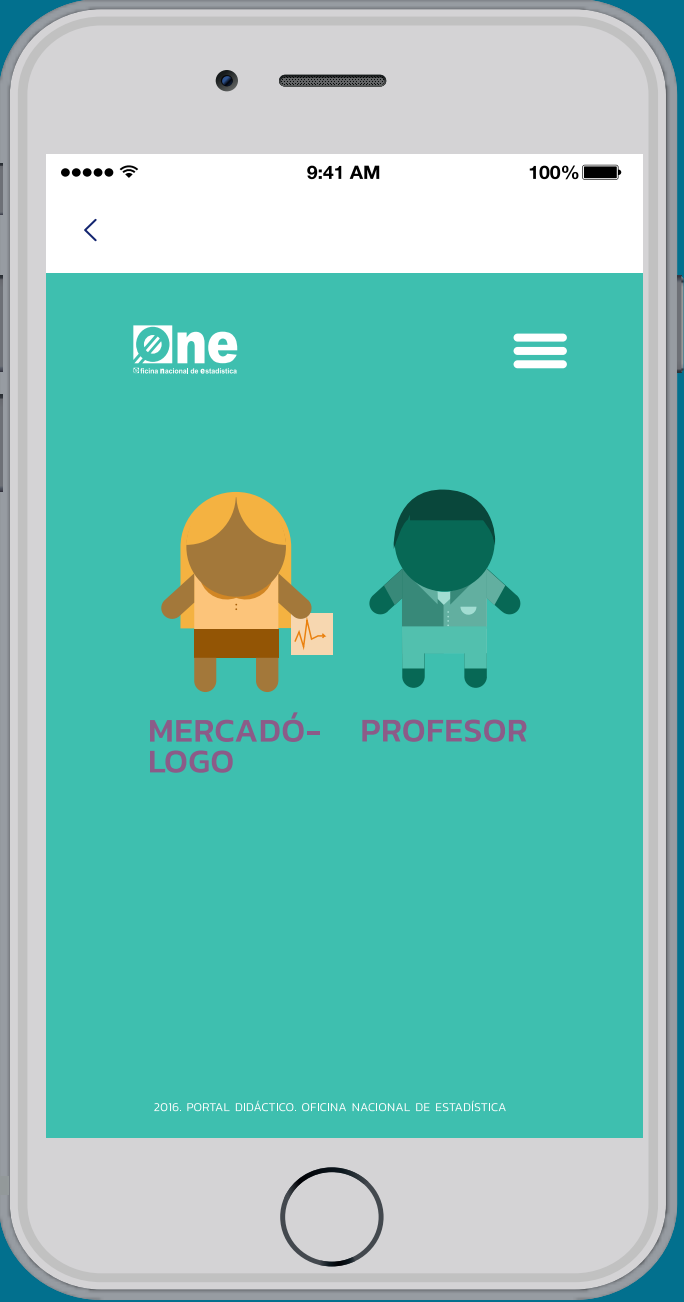 9:41 AM 100%
One
Oficina nacional de estadística
MERCADÓ-
LOGO
PROFESOR
2016. PORTAL DIDÁCTICO. OFICINA NACIONAL DE ESTADÍSTICA